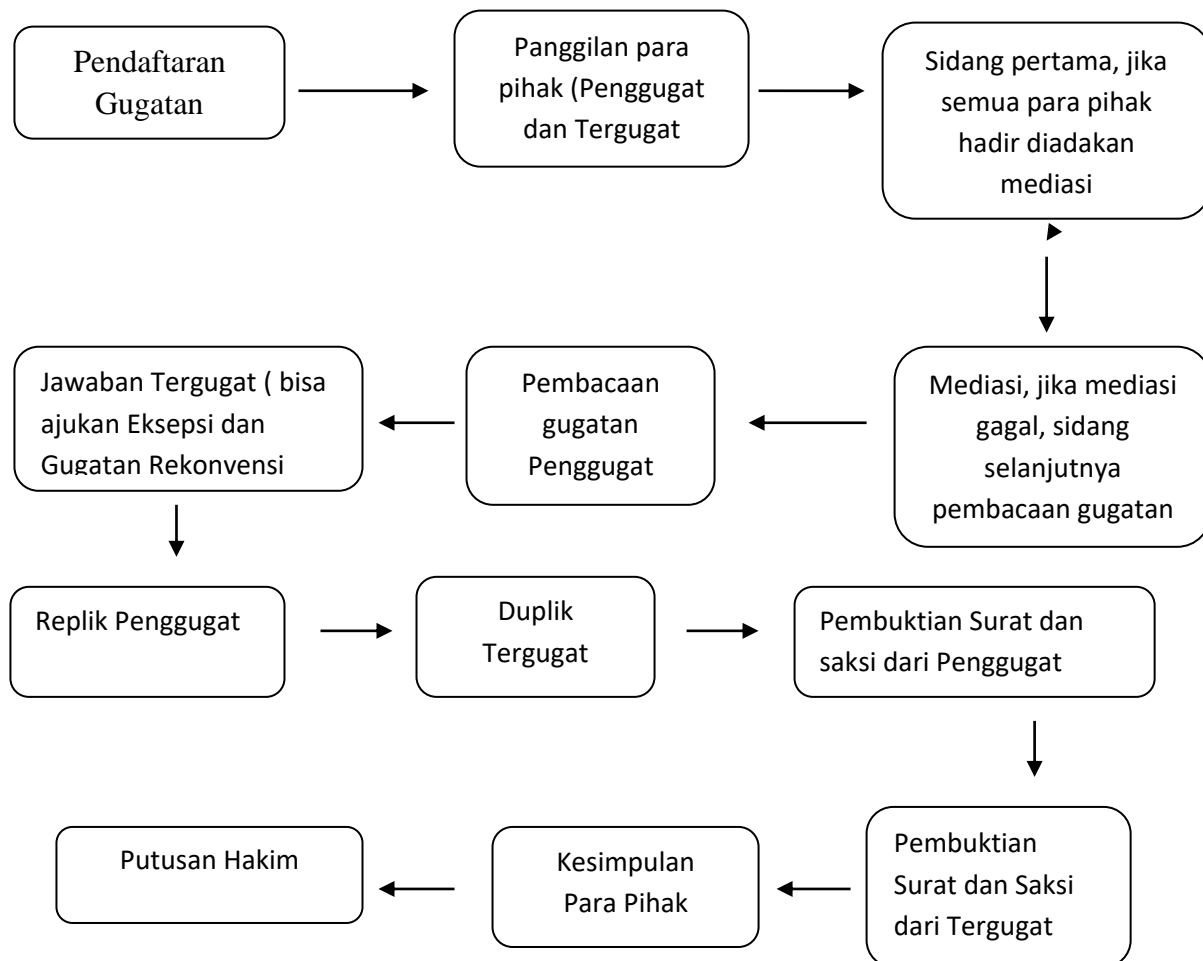 Pendaftaran
Gugatan
Panggilan para
pihak (Penggugat
dan Tergugat
Sidang pertama, jika
semua para pihak
hadir diadakan
mediasi
Mediasi, jika mediasi
gagal, sidang
selanjutnya
pembacaan gugatan
Pembacaan
gugatan
Penggugat
Jawaban Tergugat ( bisa
ajukan Eksepsi dan
Gugatan Rekonvensi
Replik Penggugat
Duplik
Tergugat
Pembuktian Surat dan
saksi dari Penggugat
Pembuktian
Surat dan Saksi
dari Tergugat
Kesimpulan
Para Pihak
Putusan Hakim